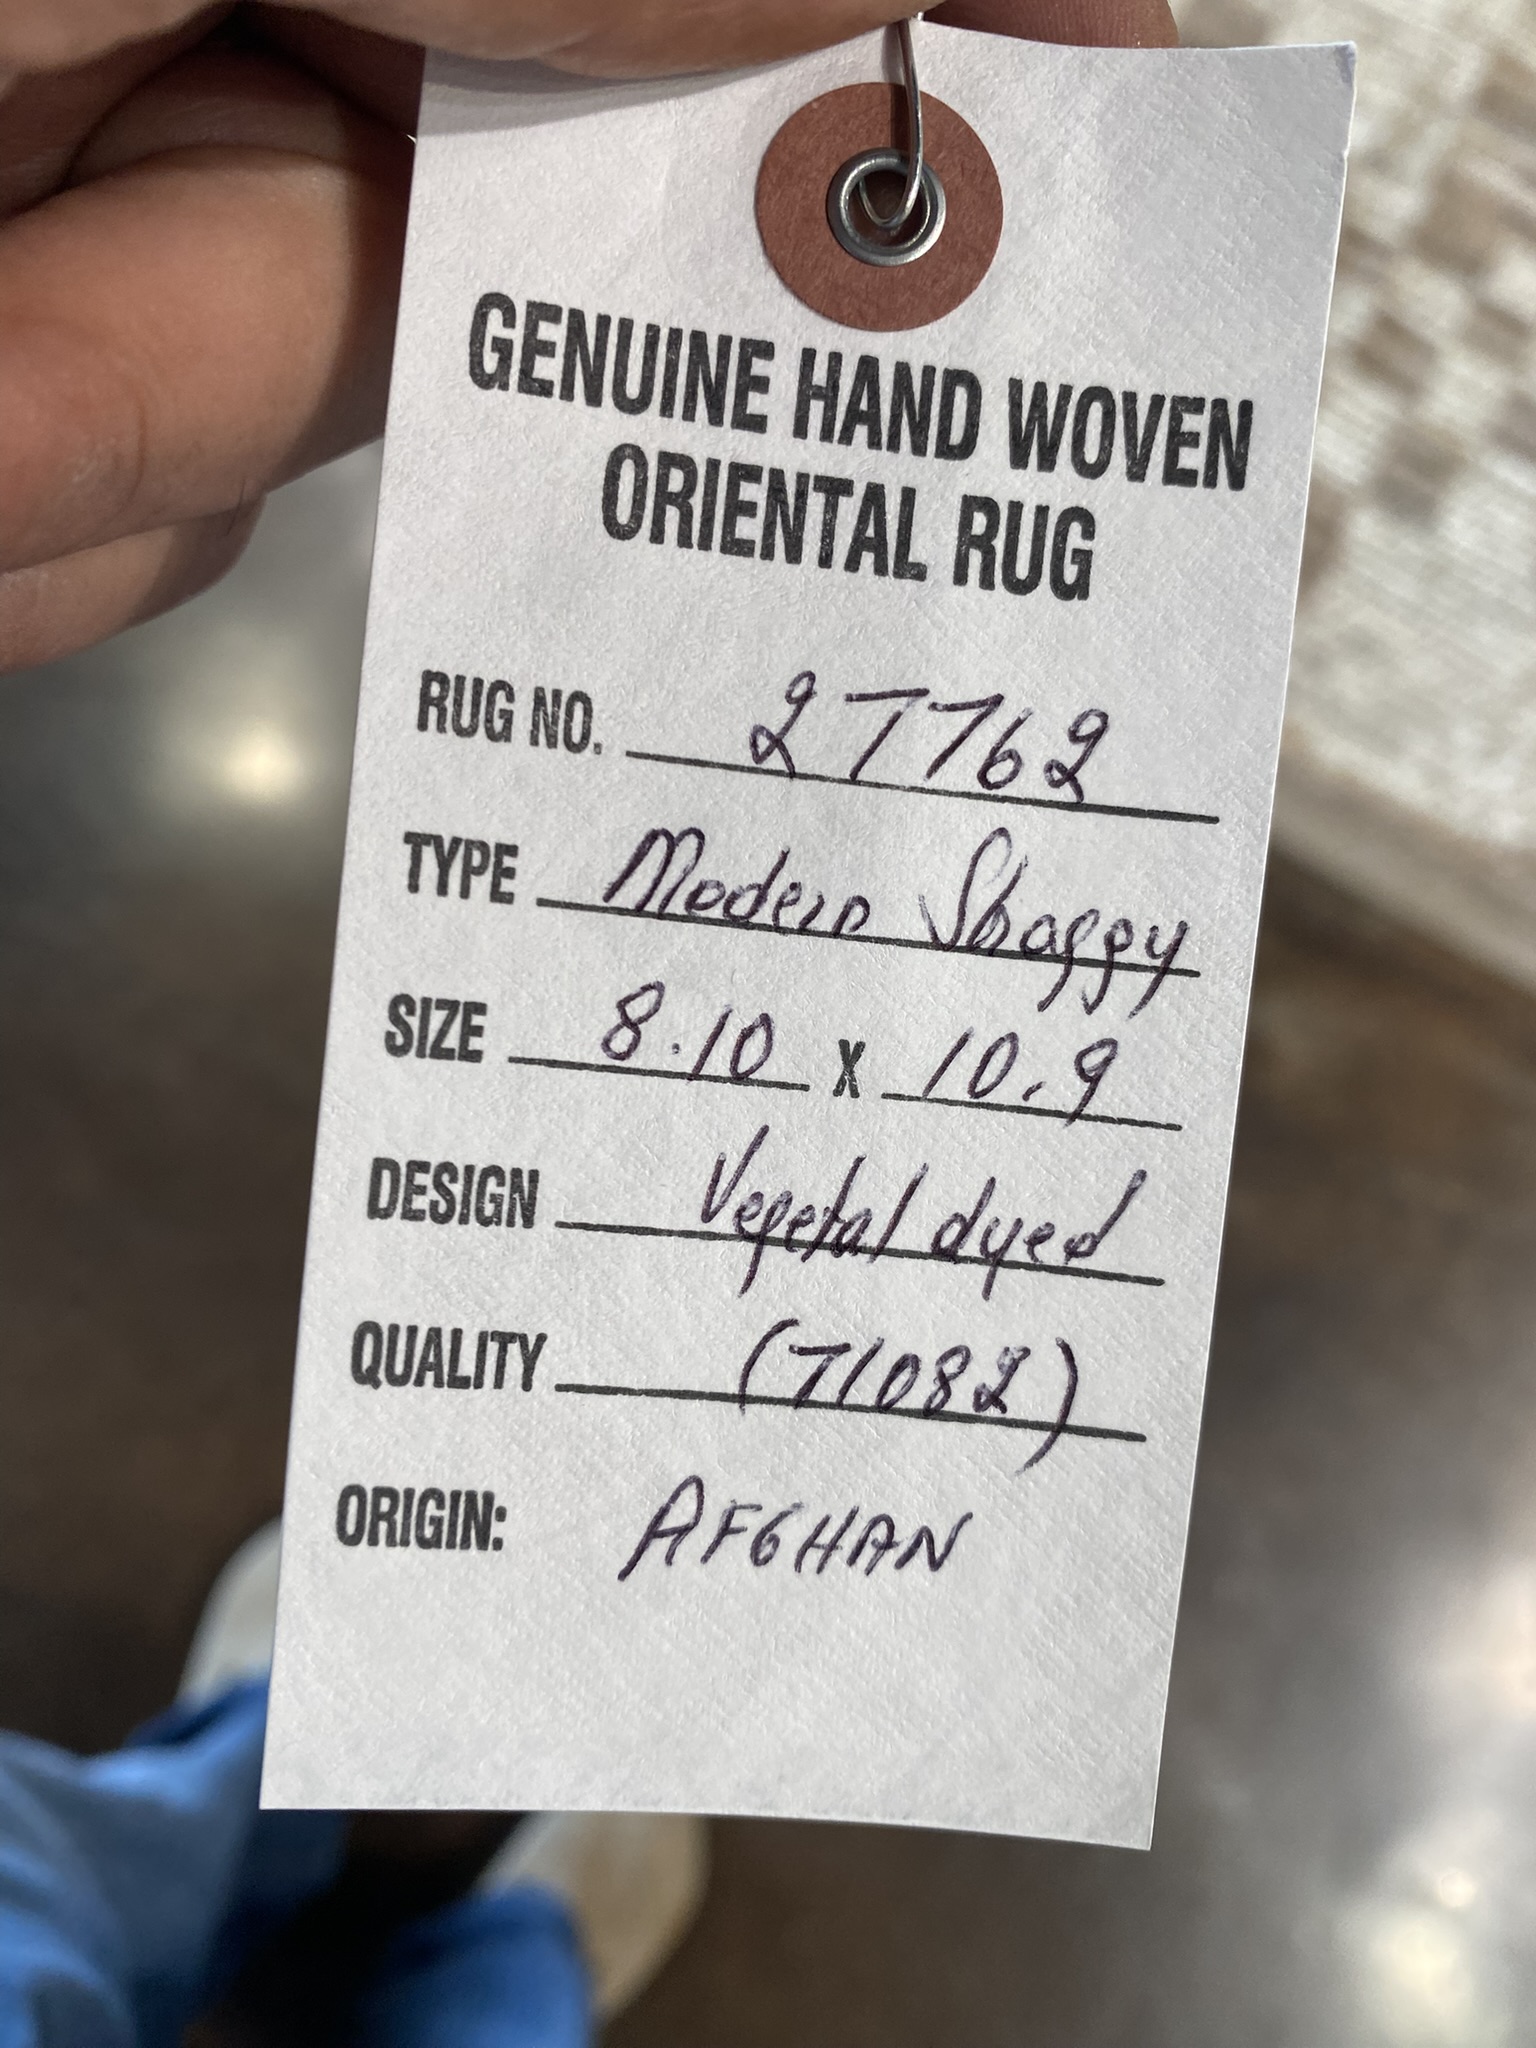 GENUINE HAND WOVEN
ORIENTAL RUG
RUG NO. 27762
TYPE Modern Shaggy
SIZE 8.10 X 10.9
DESIGN Vegetal dyed
QUALITY (71082)
ORIGIN: AFGHAN